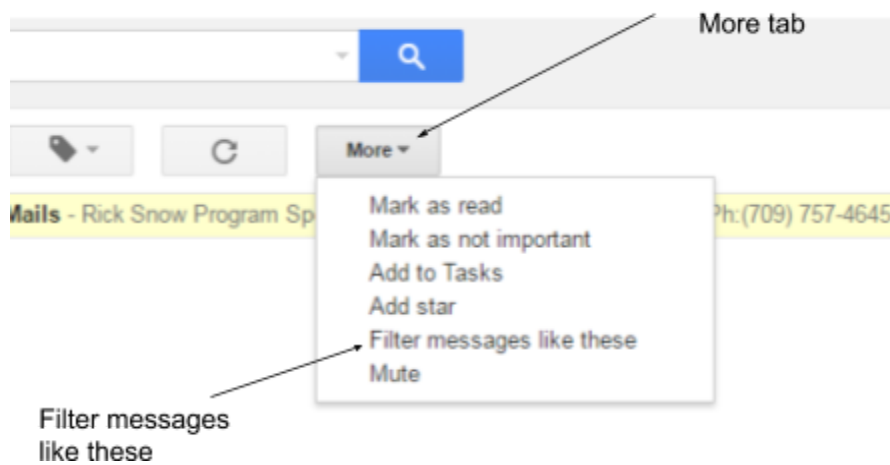 More tab
More
Mails - Rick Snow Program Sp
Ph:(709) 757-4645
Mark as read
Mark as not important
Add to Tasks
Add star
Filter messages like these
Mute
Filter messages
like these